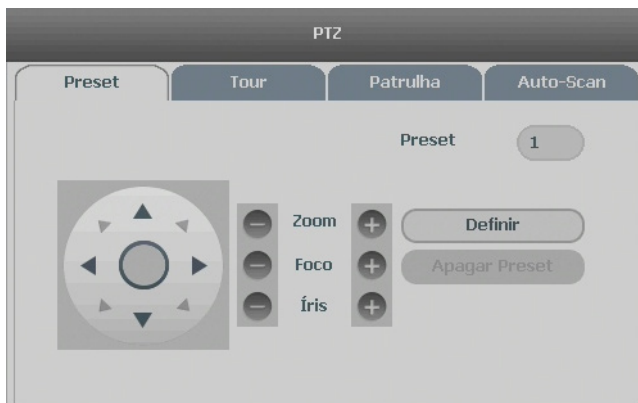 PTZ
Preset Tour Patrulha Auto-Scan
Preset 1
Zoom Definir
Foco Apagar Preset
Íris